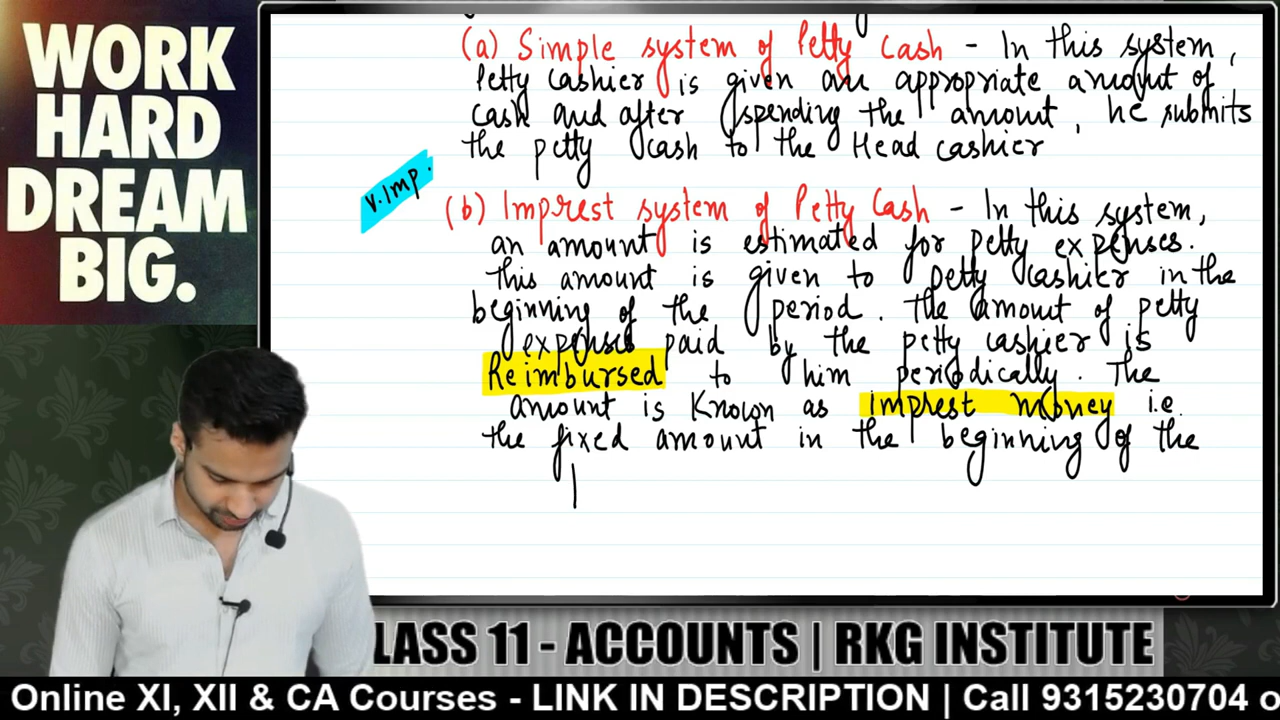 WORK
HARD
DREAM
BIG.
(a) Simple system of Petty Cash - In this system,
Petty cashier is given an appropriate amount of
cash and after spending the amount, he submits
the petty cash to the Head cashier
V. Imp.
(b) Imprest system of Petty Cash - In this system,
an amount is estimated for petty expenses.
This amount is given to petty cashier in the
beginning of the period. The amount of petty
expenses paid by the petty cashier is
Reimbursed to him periodically. The
amount is Known as imprest money i.e.
the fixed amount in the beginning of the
LASS 11 - ACCOUNTS | RKG INSTITUTE
Online XI, XII & CA Courses - LINK IN DESCRIPTION | Call 9315230704 o